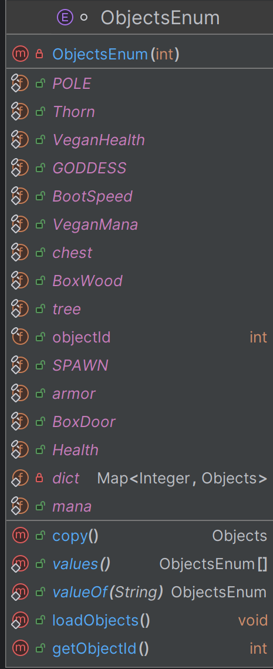 E ObjectsEnum
m ObjectsEnum(int)
f POLE
f Thorn
f VeganHealth
f GODDESS
f BootSpeed
f VeganMana
f chest
f BoxWood
f tree
f objectId int
f SPAWN
f armor
f BoxDoor
f Health
f dict Map<Integer, Objects>
f mana
m copy() Objects
m values() ObjectsEnum[]
m valueOf(String) ObjectsEnum
m loadObjects() void
m getObjectId() int